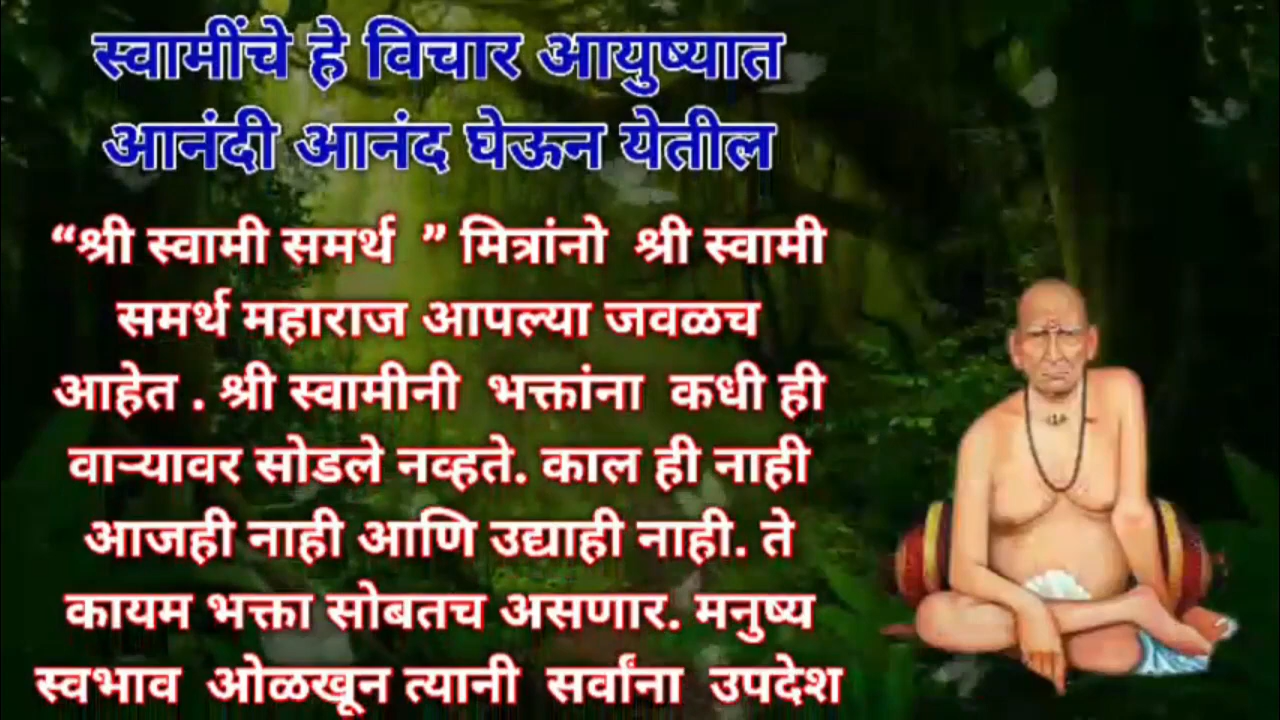 स्वामींचे हे विचार आयुष्यात
आनंदी आनंद घेऊन येतील
“श्री स्वामी समर्थ ” मित्रांनो श्री स्वामी
समर्थ महाराज आपल्या जवळच
आहेत . श्री स्वामीनी भक्तांना कधी ही
वाऱ्यावर सोडले नव्हते. काल ही नाही
आजही नाही आणि उद्याही नाही. ते
कायम भक्ता सोबतच असणार. मनुष्य
स्वभाव ओळखून त्यानी सर्वांना उपदेश